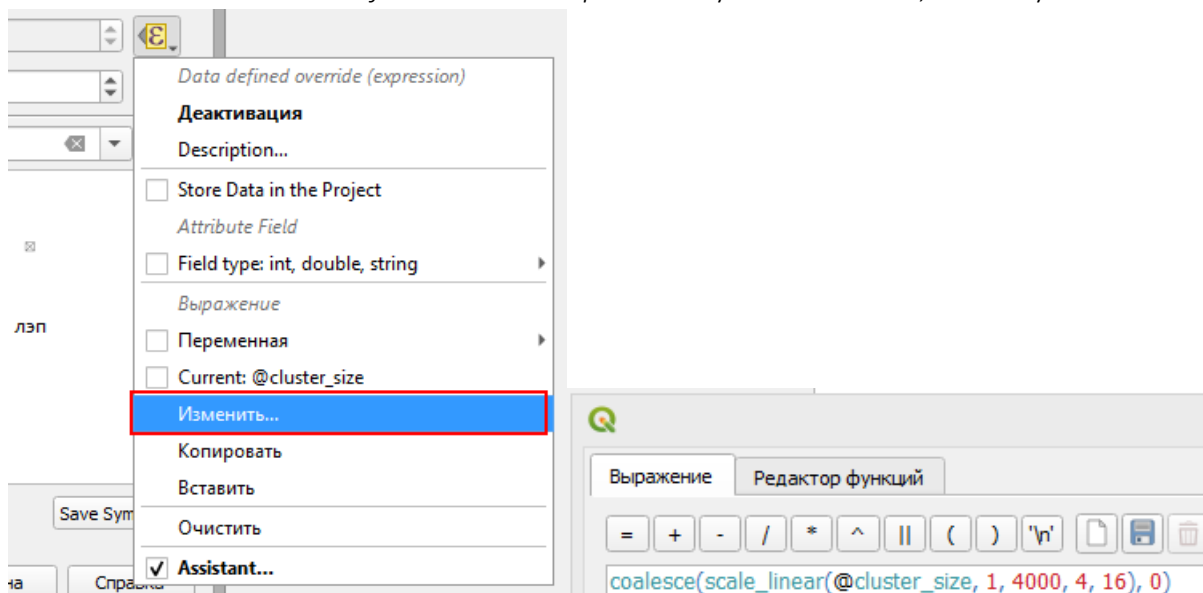 Data defined override (expression)
Деактивация
Description...
Store Data in the Project
Attribute Field
Field type: int, double, string
Выражение
лэп
Переменная
Current: @cluster_size
Изменить...
Копировать
Вставить
Save Sym
Очистить
Assistant...
на
Справка
Выражение
Редактор функций
= + - / * ^ || ( ) '\n'
coalesce(scale_linear(@cluster_size, 1, 4000, 4, 16), 0)